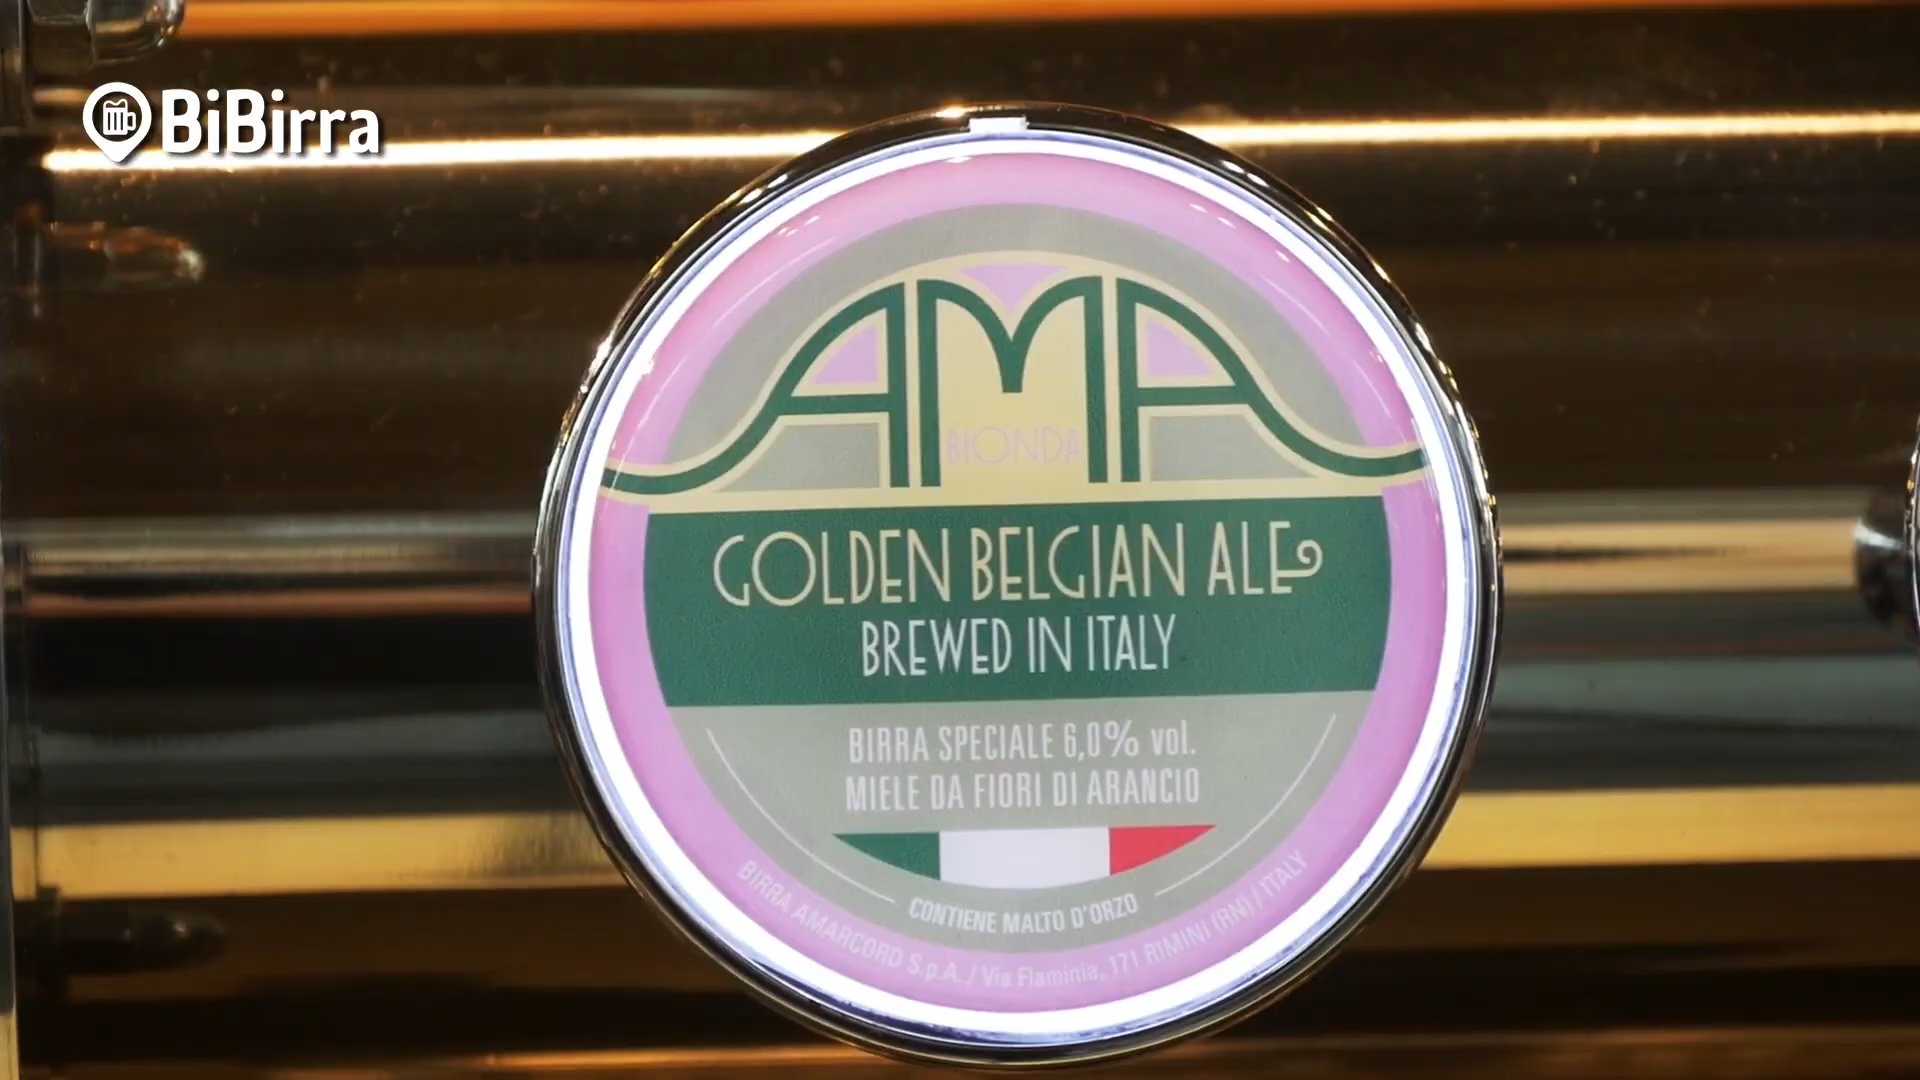 BiBirra
AMA
BIONDA
GOLDEN BELGIAN ALE
BREWED IN ITALY
BIRRA SPECIALE 6,0% vol.
MIELE DA FIORI DI ARANCIO
CONTIENE MALTO D'ORZO
BIRRA AMARCORD S.p.A. / Via Flaminia, 171 RIMINI (RN) / ITALY